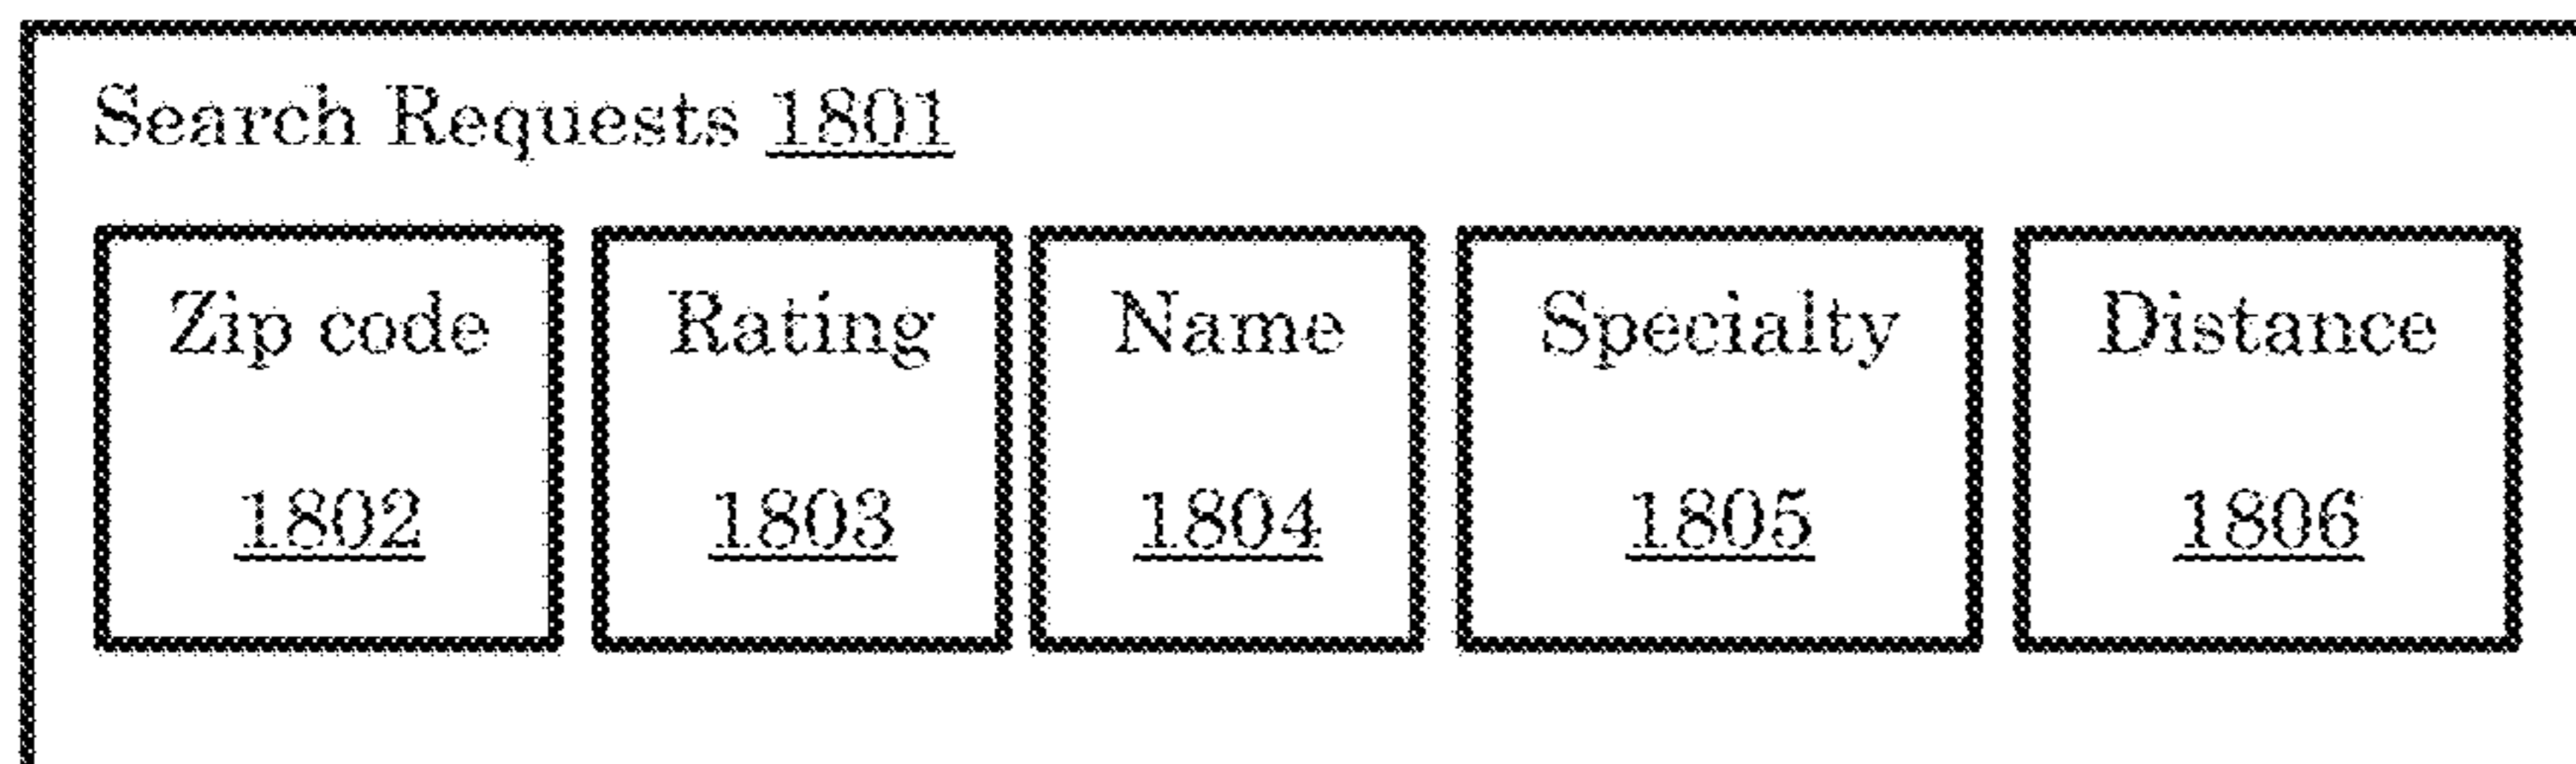 Search Requests 1801
Zip code Rating Name Specialty Distance
1802 1803 1804 1805 1806